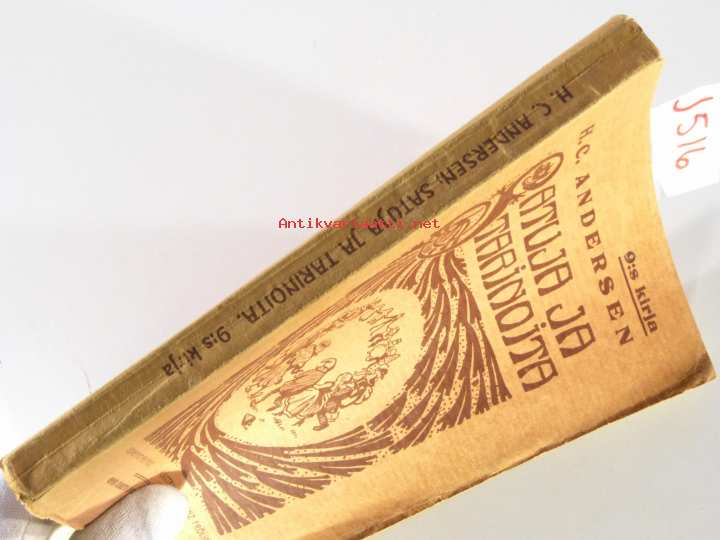 H. C. ANDERSEN, SATUJA JA TARINOITA, 9:s kirja
Antikvariaatti.net
J516
9:s kirja
H.C. ANDERSEN
SATUJA JA
TARINOITA